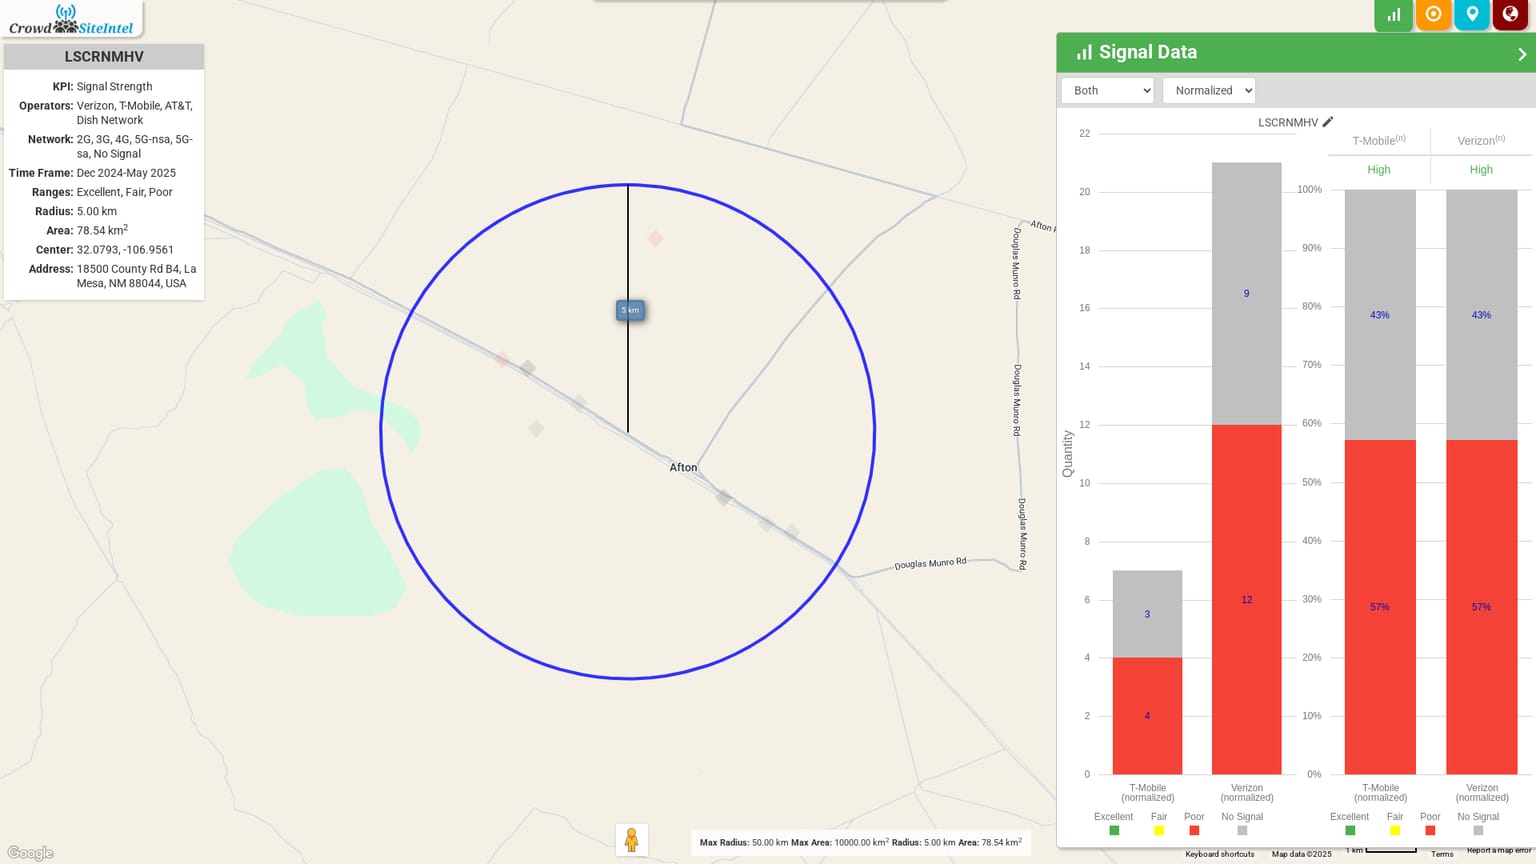 Crowd SiteIntel
LSCRNMHV
KPI: Signal Strength
Operators: Verizon, T-Mobile, AT&T,
Dish Network
Network: 2G, 3G, 4G, 5G-nsa, 5G-
sa, No Signal
Time Frame: Dec 2024-May 2025
Ranges: Excellent, Fair, Poor
Radius: 5.00 km
Area: 78.54 km2
Center: 32.0793, -106.9561
Address: 18500 County Rd B4, La
Mesa, NM 88044, USA
5 km
Afton
Afton
Douglas Munro Rd
Douglas Munro Rd
Douglas Munro Rd
Douglas Munro Rd
Google
Max Radius: 50.00 km Max Area: 10000.00 km2 Radius: 5.00 km Area: 78.54 km2
Signal Data
Both
Normalized
LSCRNMHV
T-Mobile(n)
Verizon(n)
High
High
Quantity
22
20
18
16
14
12
10
8
6
4
2
0
9
12
3
4
T-Mobile
(normalized)
Verizon
(normalized)
Excellent
Fair
Poor
No Signal
100%
90%
80%
70%
60%
50%
40%
30%
20%
10%
0%
43%
43%
57%
57%
T-Mobile
(normalized)
Verizon
(normalized)
Excellent
Fair
Poor
No Signal
Keyboard shortcuts
Map data ©2025
1 km
Terms
Report a map error